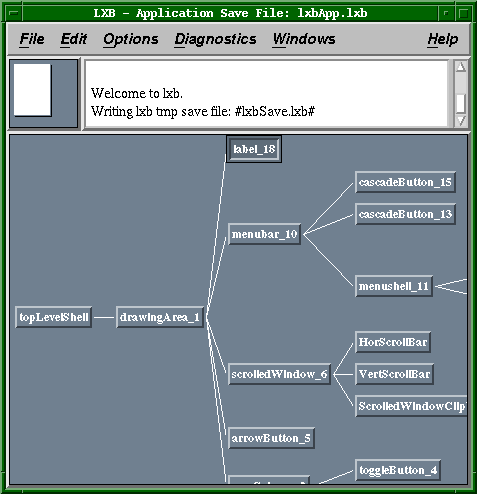 LXB - Application Save File: lxbApp.lxb
File Edit Options Diagnostics Windows Help
Welcome to lxb.
Writing lxb tmp save file: #lxbSave.lxb#
label_18
cascadeButton_15
cascadeButton_13
menubar_10
menushell_11
topLevelShell
drawingArea_1
HorScrollBar
scrolledWindow_6
VertScrollBar
ScrolledWindowClip
arrowButton_5
toggleButton_4